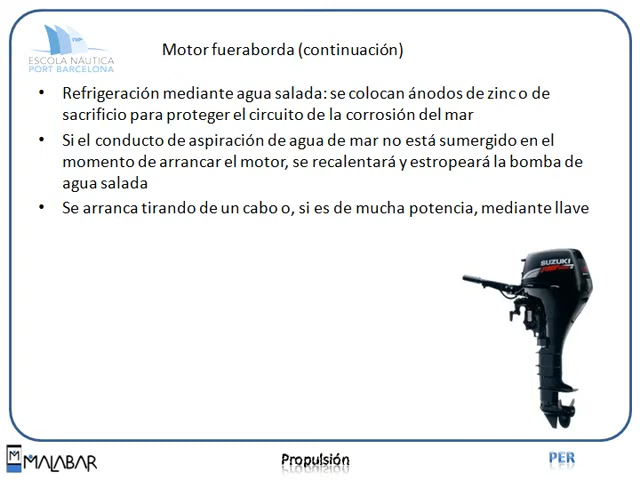 ESCOLA NÀUTICA
PORT BARCELONA
Motor fueraborda (continuación)
• Refrigeración mediante agua salada: se colocan ánodos de zinc o de
sacrificio para proteger el circuito de la corrosión del mar
• Si el conducto de aspiración de agua de mar no está sumergido en el
momento de arrancar el motor, se recalentará y estropeará la bomba de
agua salada
• Se arranca tirando de un cabo o, si es de mucha potencia, mediante llave
SUZUKI
MALABAR
Propulsión
PER